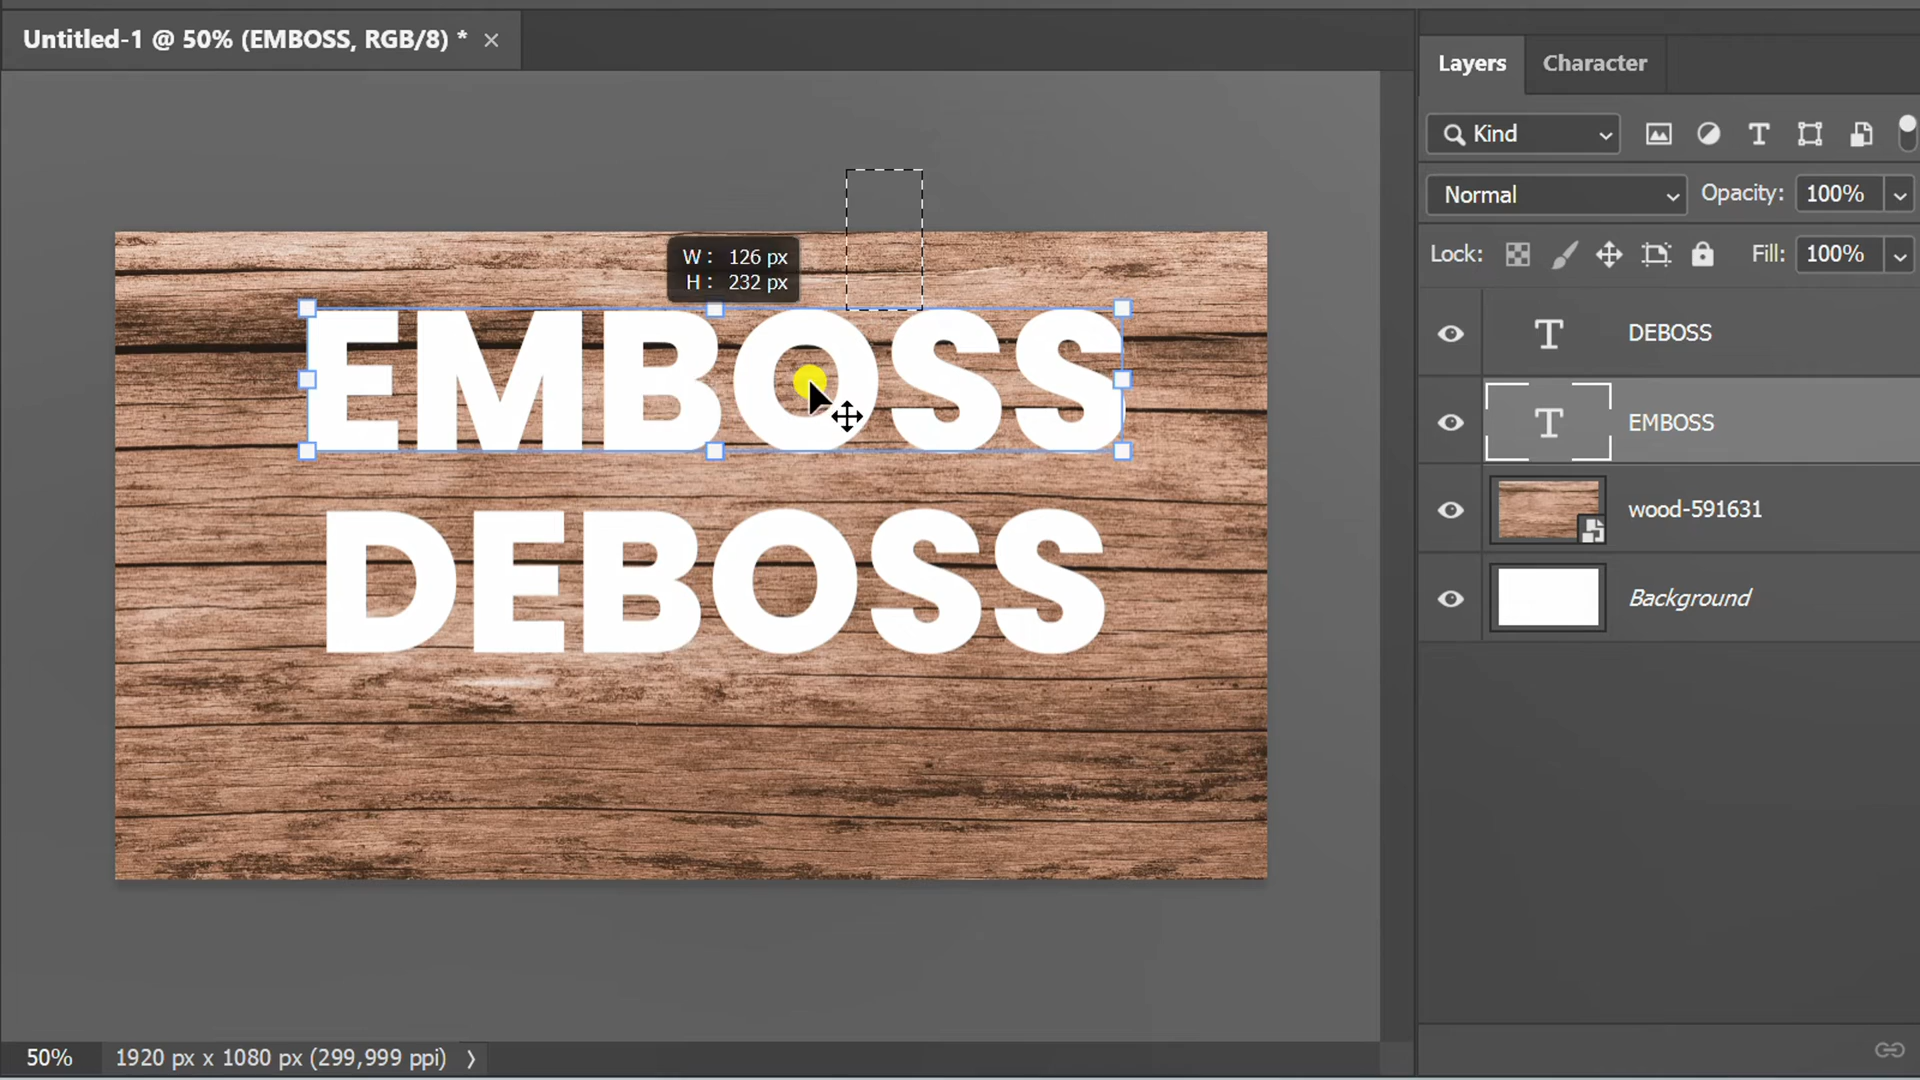 Untitled-1 @ 50% (EMBOSS, RGB/8) *
Layers
Character
Kind
Normal
Opacity:
100%
Lock:
Fill:
100%
W : 126 px
H : 232 px
EMBOSS
DEBOSS
DEBOSS
EMBOSS
wood-591631
Background
50%
1920 px x 1080 px (299,999 ppi)